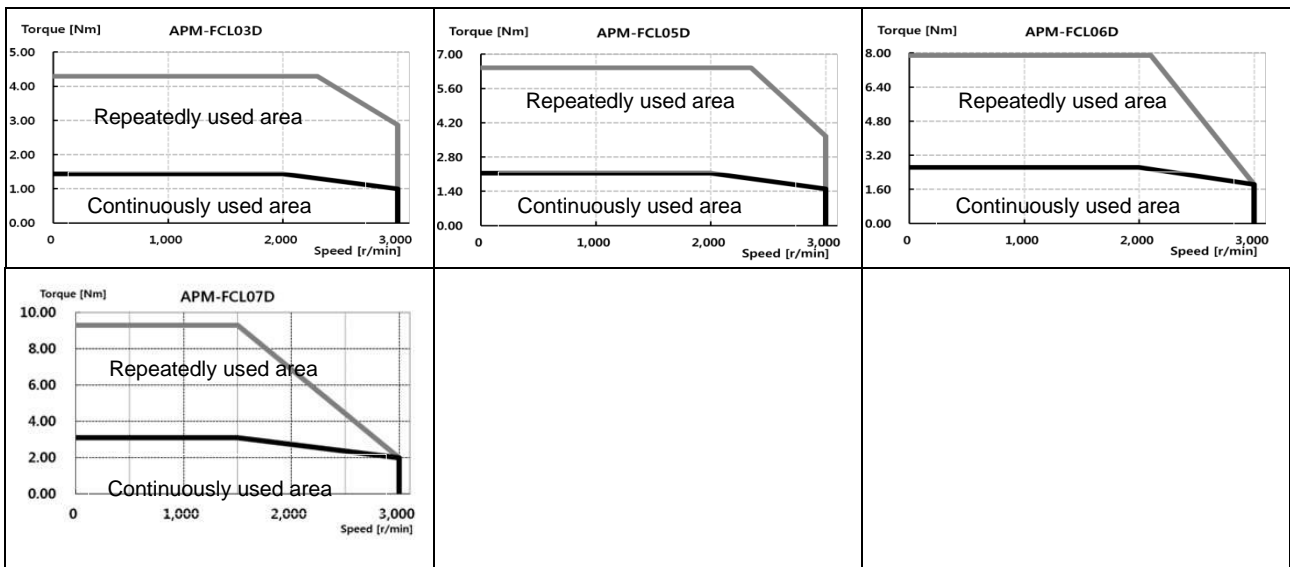 Torque [Nm] APM-FCL03D
5.00
4.00
3.00
2.00
1.00
0.00
Repeatedly used area
Continuously used area
0 1,000 2,000 3,000
Speed [r/min]
Torque [Nm] APM-FCL05D
7.00
5.60
4.20
2.80
1.40
0.00
Repeatedly used area
Continuously used area
0 1,000 2,000 3,000
Speed [r/min]
Torque [Nm] APM-FCL06D
8.00
6.40
4.80
3.20
1.60
0.00
Repeatedly used area
Continuously used area
0 1,000 2,000 3,000
Speed [r/min]
Torque [Nm] APM-FCL07D
10.00
8.00
6.00
4.00
2.00
0.00
Repeatedly used area
Continuously used area
0 1,000 2,000 3,000
Speed [r/min]